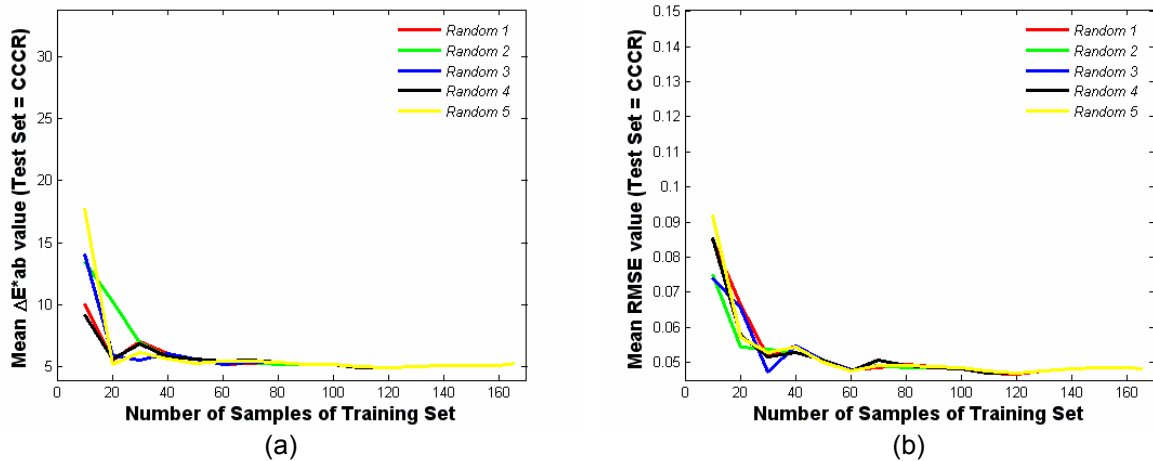 Mean ΔE*ab value (Test Set = CCCR)
30
25
20
15
10
5
0
20
40
60
80
100
120
140
160
Number of Samples of Training Set
Random 1
Random 2
Random 3
Random 4
Random 5
(a)
Mean RMSE value (Test Set = CCCR)
0.15
0.14
0.13
0.12
0.11
0.1
0.09
0.08
0.07
0.06
0.05
0
20
40
60
80
100
120
140
160
Number of Samples of Training Set
Random 1
Random 2
Random 3
Random 4
Random 5
(b)